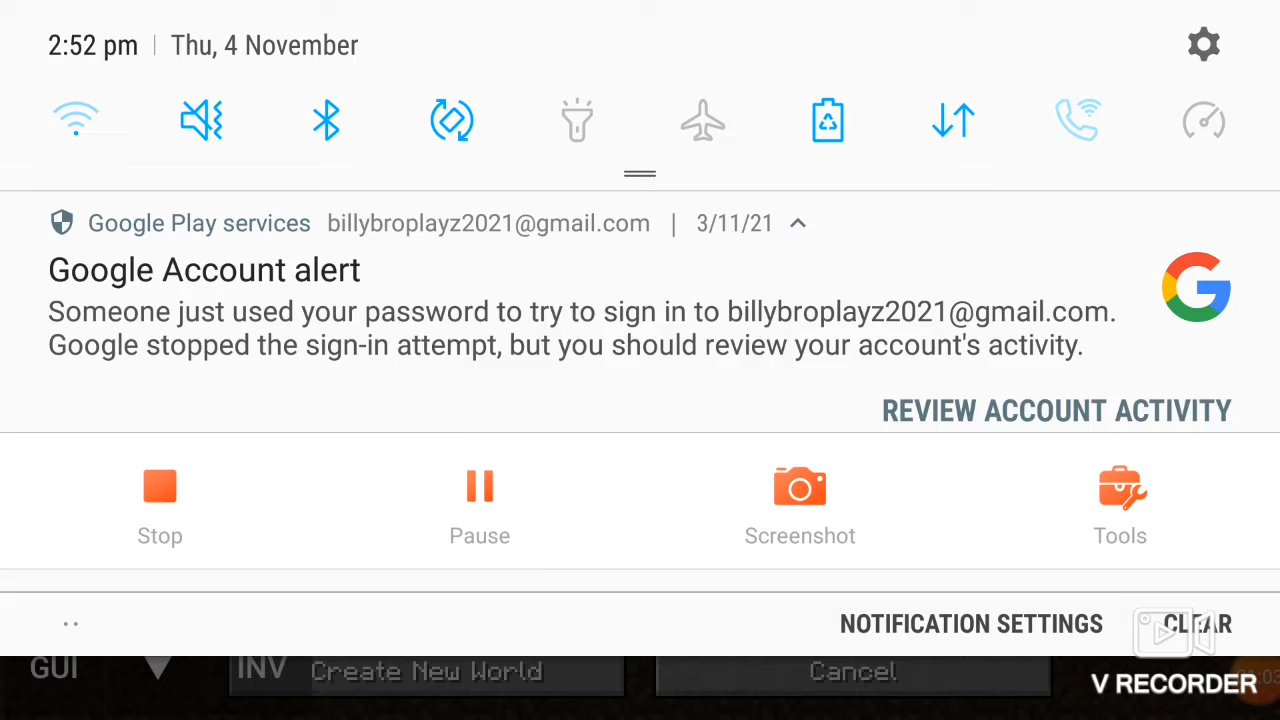 2:52 pm | Thu, 4 November
Google Play services billybroplayz2021@gmail.com | 3/11/21
Google Account alert
Someone just used your password to try to sign in to billybroplayz2021@gmail.com.
Google stopped the sign-in attempt, but you should review your account's activity.
REVIEW ACCOUNT ACTIVITY
Stop Pause Screenshot Tools
NOTIFICATION SETTINGS CLEAR
GUI INV Create New World Cancel
V RECORDER